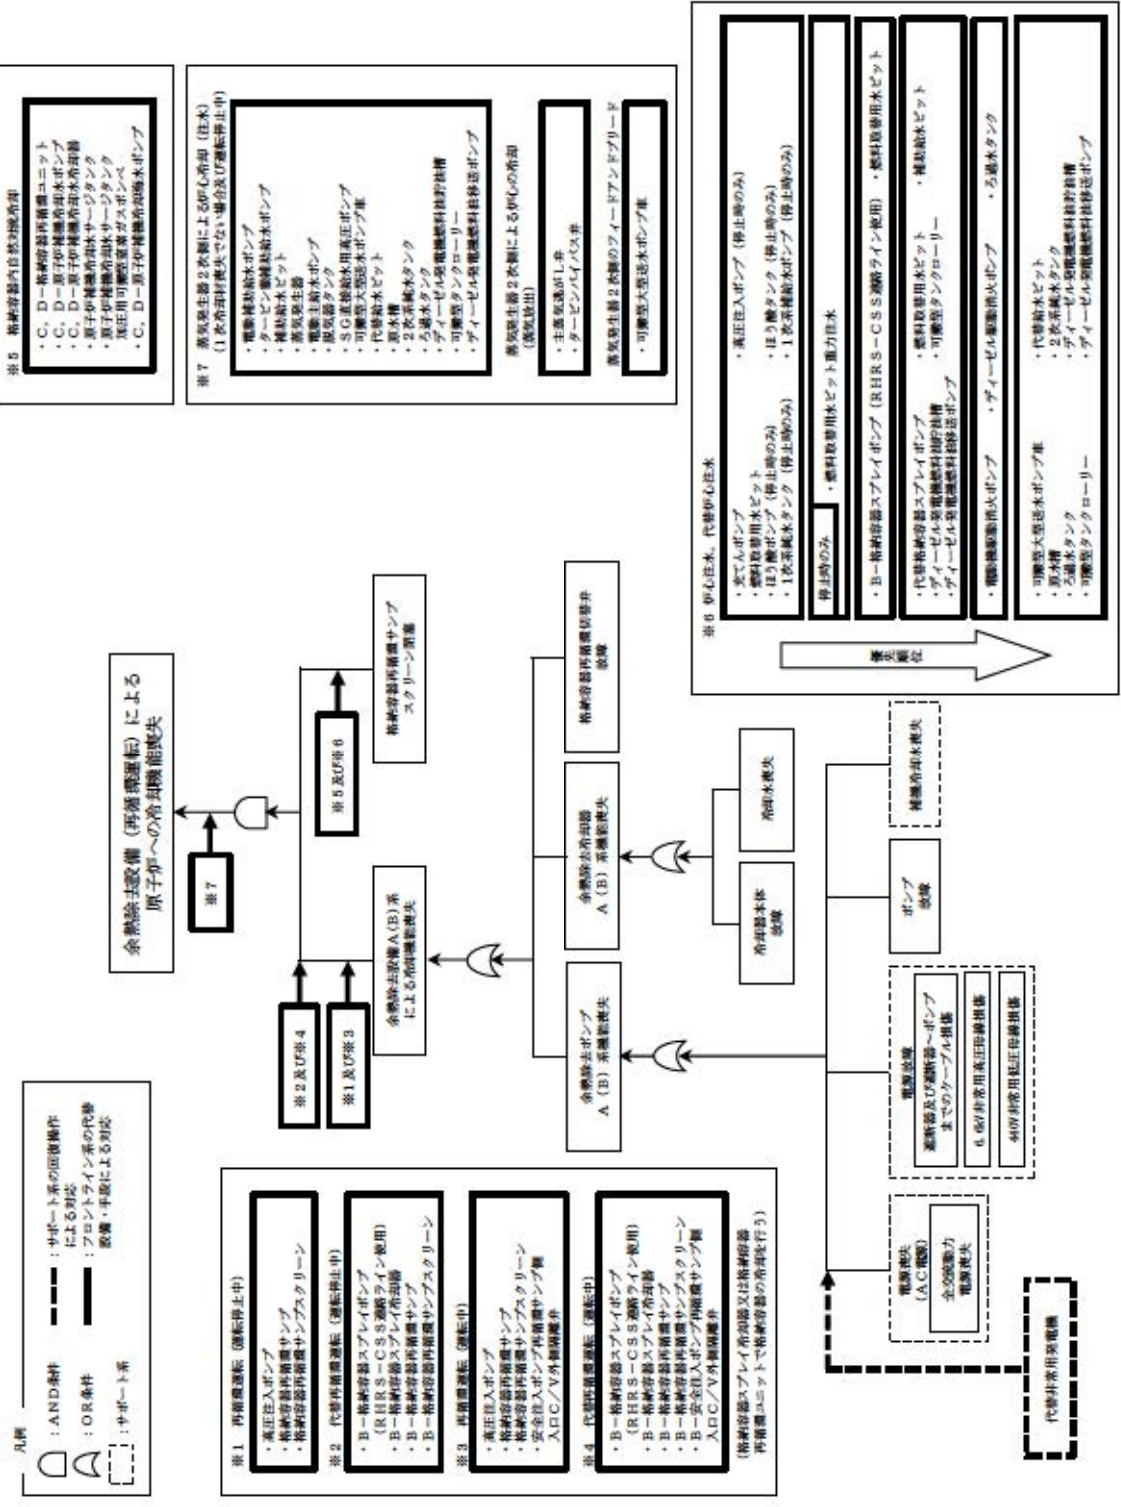 凡例
：AND条件
：OR条件
：サポート系
：サポート系の回復操作
による対応
：フロントライン系の代替
設備・手段による対応
余熱除去設備（再循環運転）による
原子炉への冷却機能喪失
※7
※2及び※4
※1及び※3
※5及び※6
余熱除去設備A(B)系
による冷却機能喪失
格納容器再循環サンプ
スクリーン閉塞
余熱除去ポンプ
A（B）系機能喪失
余熱除去冷却器
A（B）系機能喪失
格納容器再循環切替弁
故障
冷却器本体
故障
冷却水喪失
電源喪失
（AC電源）
全交流動力
電源喪失
電源故障
遮断器及び遮断器～ポンプ
までのケーブル損傷
6.6kV非常用高圧母線損傷
440V非常用低圧母線損傷
ポンプ
故障
補機冷却水喪失
代替非常用発電機
※1　再循環運転（運転停止中）
・高圧注入ポンプ
・格納容器再循環サンプ
・格納容器再循環サンプスクリーン
※2　代替再循環運転（運転停止中）
・B－格納容器スプレイポンプ
（RHRS－CSS連絡ライン使用）
・B－格納容器スプレイ冷却器
・B－格納容器再循環サンプ
・B－格納容器再循環サンプスクリーン
※3　再循環運転（運転中）
・高圧注入ポンプ
・格納容器再循環サンプ
・格納容器再循環サンプスクリーン
・安全注入ポンプ再循環サンプ側
入口C／V外側隔離弁
※4　代替再循環運転（運転中）
・B－格納容器スプレイポンプ
（RHRS－CSS連絡ライン使用）
・B－格納容器スプレイ冷却器
・B－格納容器再循環サンプ
・B－格納容器再循環サンプスクリーン
・B－安全注入ポンプ再循環サンプ側
入口C／V外側隔離弁
（格納容器スプレイ冷却器又は格納容器
再循環ユニットで格納容器の冷却を行う）
※5　格納容器内自然対流冷却
・C，D－格納容器再循環ユニット
・C，D－原子炉補機冷却水ポンプ
・C，D－原子炉補機冷却水冷却器
・原子炉補機冷却水サージタンク
・原子炉補機冷却水サージタンク
加圧用可搬型窒素ガスボンベ
・C，D－原子炉補機冷却海水ポンプ
※7　蒸気発生器2次側による炉心冷却（注水）
（1次冷却材喪失でない場合及び運転停止中）
・電動補助給水ポンプ
・タービン動補助給水ポンプ
・補助給水ピット
・蒸気発生器
・電動主給水ポンプ
・脱気器タンク
・SG直接給水用高圧ポンプ
・可搬型大型送水ポンプ車
・代替給水ピット
・原水槽
・2次系純水タンク
・ろ過水タンク
・ディーゼル発電機燃料油貯油槽
・可搬型タンクローリー
・ディーゼル発電機燃料油移送ポンプ
蒸気発生器2次側による炉心の冷却
（蒸気放出）
・主蒸気逃がし弁
・タービンバイパス弁
蒸気発生器2次側のフィードアンドブリード
・可搬型大型送水ポンプ車
※6　炉心注水，代替炉心注水
優先順位
・充てんポンプ　・高圧注入ポンプ（停止時のみ）
・燃料取替用水ピット
・ほう酸ポンプ（停止時のみ）　・ほう酸タンク（停止時のみ）
・1次系純水タンク（停止時のみ）　・1次系補給水ポンプ（停止時のみ）
停止時のみ　・燃料取替用水ピット重力注水
・B－格納容器スプレイポンプ（RHRS－CSS連絡ライン使用）・燃料取替用水ピット
・代替格納容器スプレイポンプ　・燃料取替用水ピット　・補助給水ピット
・ディーゼル発電機燃料油貯油槽　・可搬型タンクローリー
・ディーゼル発電機燃料油移送ポンプ
・電動機駆動消火ポンプ　・ディーゼル駆動消火ポンプ　・ろ過水タンク
・可搬型大型送水ポンプ車　・代替給水ピット
・原水槽　・2次系純水タンク
・ろ過水タンク　・ディーゼル発電機燃料油貯油槽
・可搬型タンクローリー　・ディーゼル発電機燃料油移送ポンプ